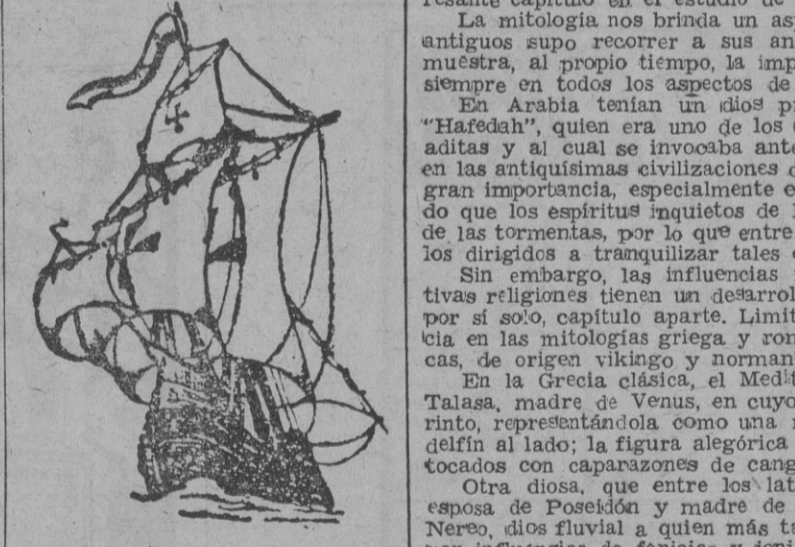 resante capítulo en el estudio de
La mitología nos brinda un as
antiguos supo recorrer a sus an
muestra, al propio tiempo, la imp
siempre en todos los aspectos de
En Arabia tenían un dios p
"Hafedah", quien era uno de los
aditas y al cual se invocaba ant
en las antiquísimas civilizaciones
gran importancia, especialmente e
do que los espíritus inquietos de
de las tormentas, por lo que entre
los dirigidos a tranquilizar tales
Sin embargo, las influencias
tivas religiones tienen un desarrol
por sí solo, capítulo aparte. Limit
cia en las mitologías griega y rom
cas, de origen vikingo y norman
En la Grecia clásica, el Medit
Talasa, madre de Venus, en cuyo
rinto, representándola como una
delfín al lado; la figura alegórica
tocados con caparazones de cang
Otra diosa, que entre los lat
esposa de Poseidón y madre de
Nereo, dios fluvial a quien más ta
por influencias de fenicios y